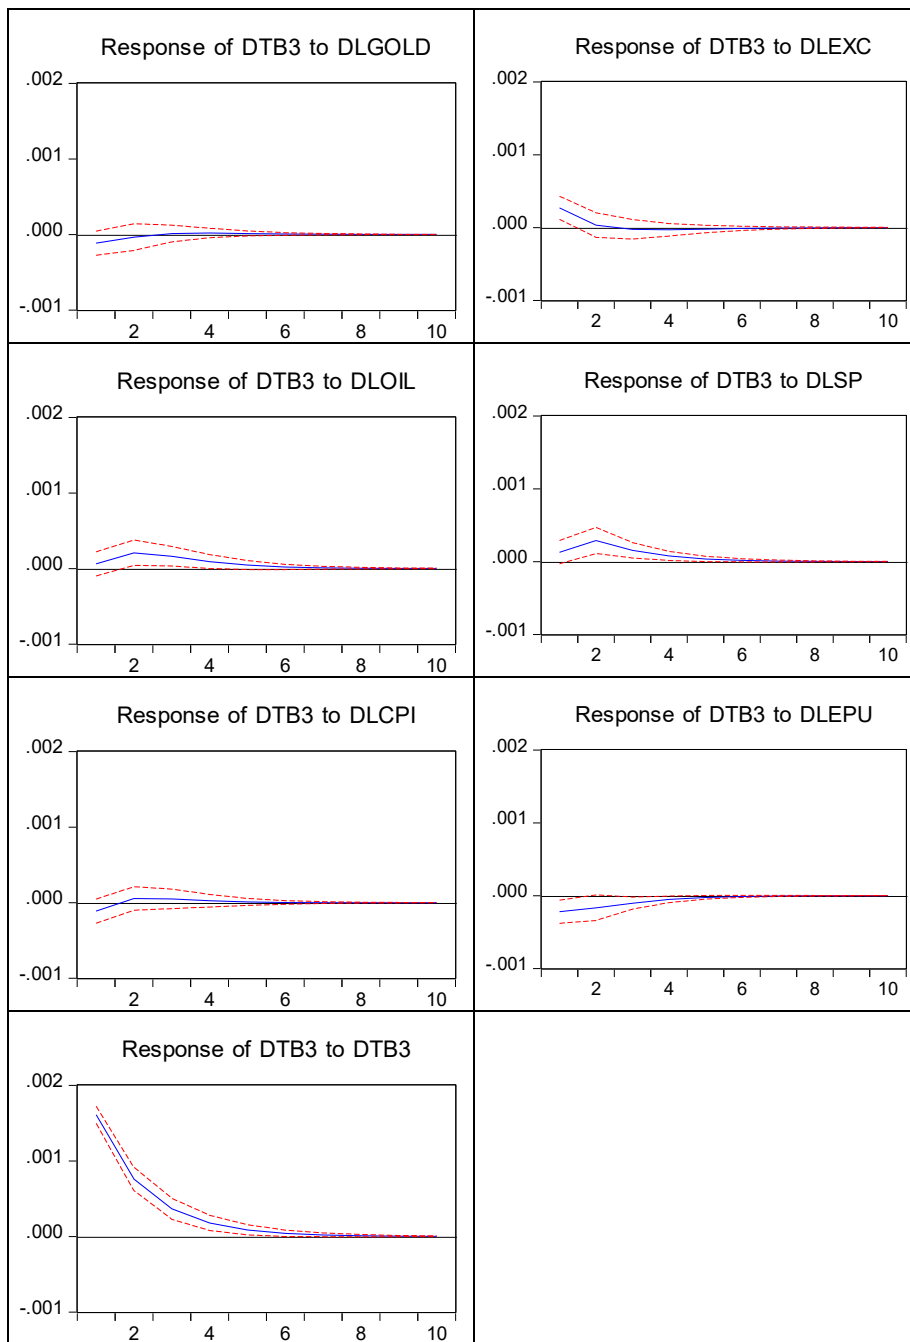 Response of DTB3 to DLGOLD
.002
.001
.000
-.001
2 4 6 8 10
Response of DTB3 to DLEXC
.002
.001
.000
-.001
2 4 6 8 10
Response of DTB3 to DLOIL
.002
.001
.000
-.001
2 4 6 8 10
Response of DTB3 to DLSP
.002
.001
.000
-.001
2 4 6 8 10
Response of DTB3 to DLCPI
.002
.001
.000
-.001
2 4 6 8 10
Response of DTB3 to DLEPU
.002
.001
.000
-.001
2 4 6 8 10
Response of DTB3 to DTB3
.002
.001
.000
-.001
2 4 6 8 10